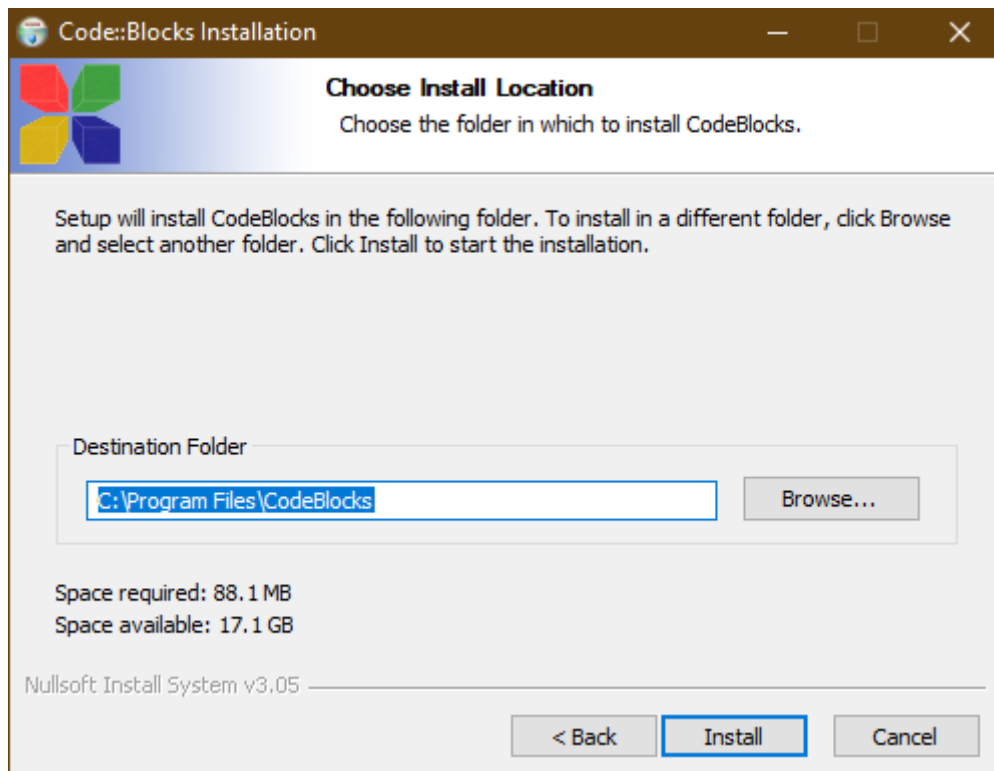 Code::Blocks Installation
Choose Install Location
Choose the folder in which to install CodeBlocks.
Setup will install CodeBlocks in the following folder. To install in a different folder, click Browse
and select another folder. Click Install to start the installation.
Destination Folder
C:\Program Files\CodeBlocks
Browse...
Space required: 88.1 MB
Space available: 17.1 GB
Nullsoft Install System v3.05
< Back
Install
Cancel